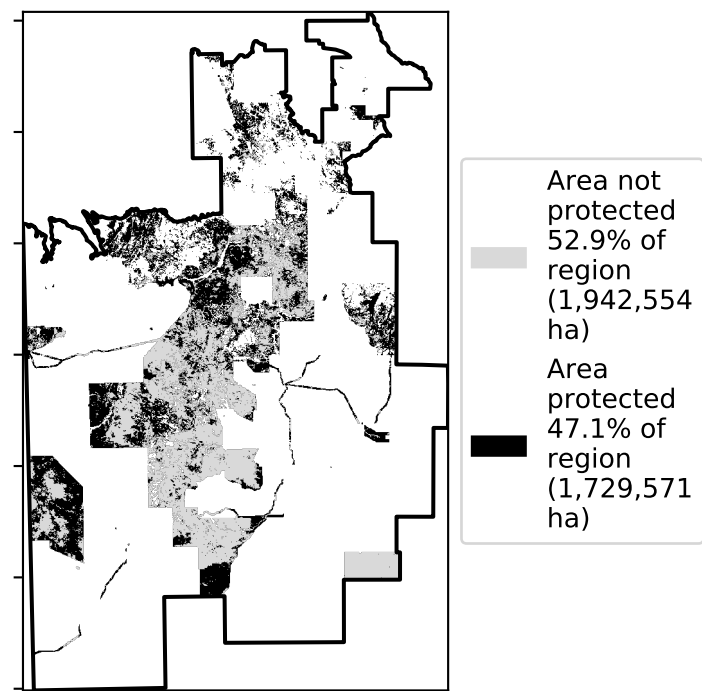 Area not
protected
52.9% of
region
(1,942,554
ha)
Area
protected
47.1% of
region
(1,729,571
ha)